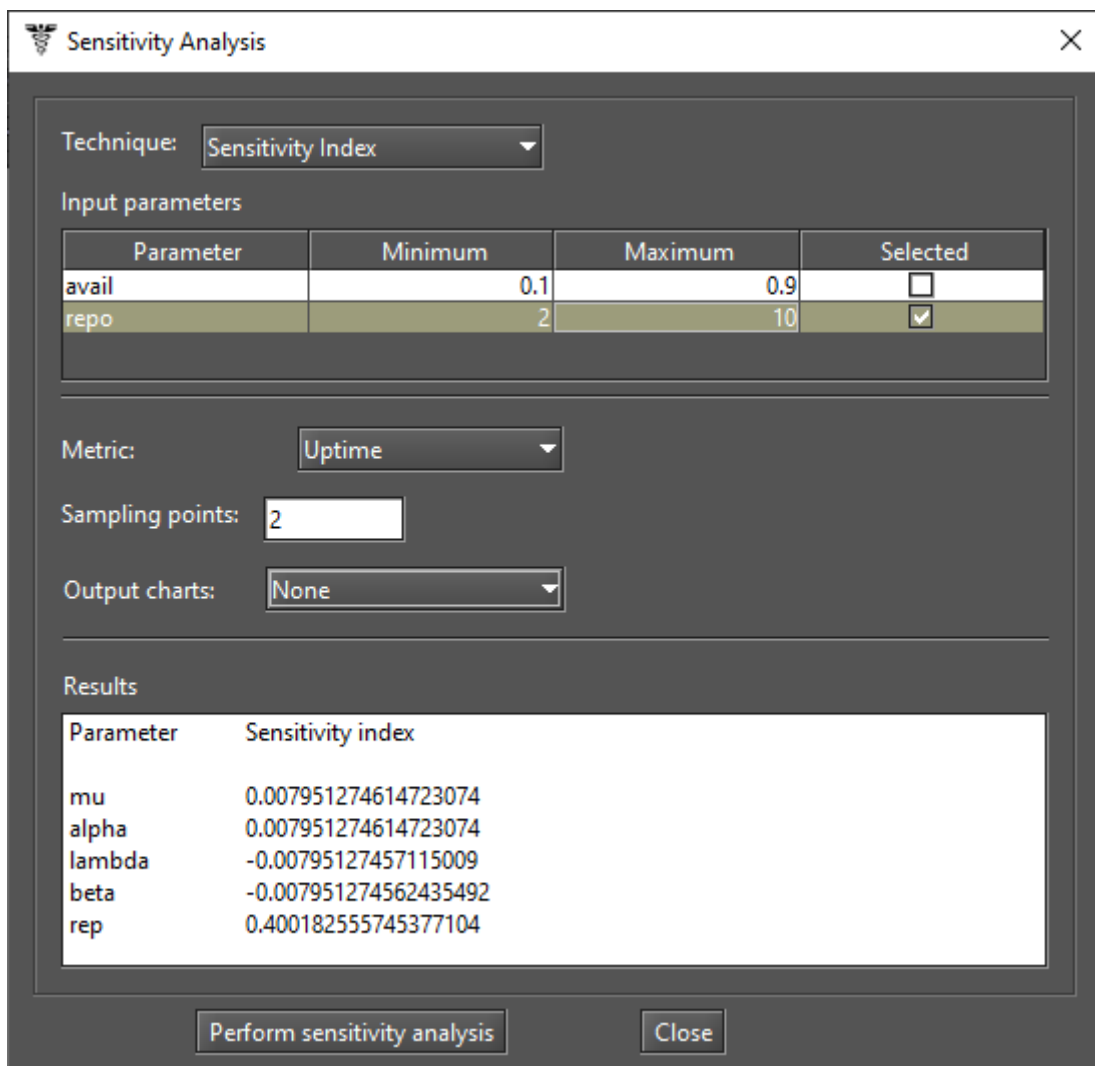 Sensitivity Analysis
Technique: Sensitivity Index
Input parameters
Parameter Minimum Maximum Selected
avail 0.1 0.9
repo 2 10
Metric: Uptime
Sampling points: 2
Output charts: None
Results
Parameter Sensitivity index
mu 0.007951274614723074
alpha 0.007951274614723074
lambda -0.00795127457115009
beta -0.007951274562435492
rep 0.400182555745377104
Perform sensitivity analysis Close